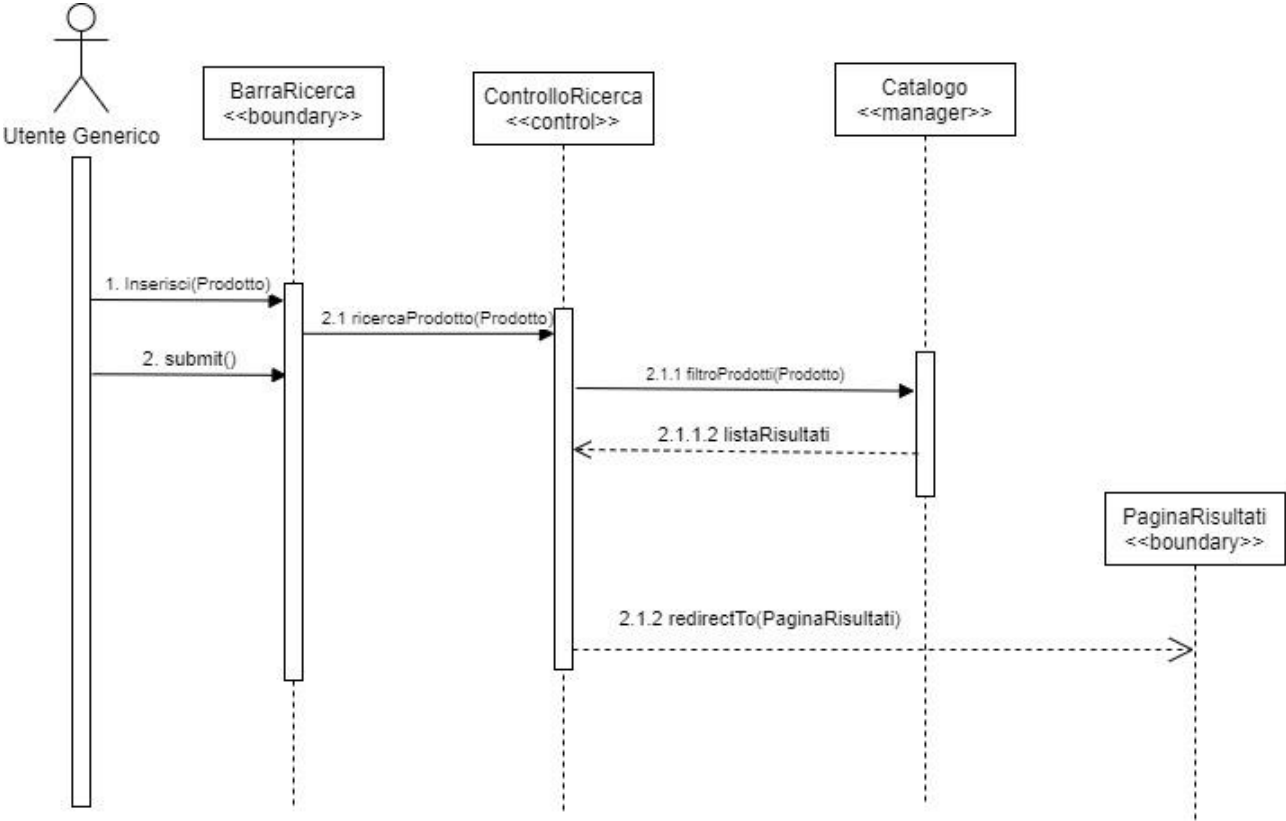 Utente Generico
BarraRicerca
<<boundary>>
ControlloRicerca
<<control>>
Catalogo
<<manager>>
1. Inserisci(Prodotto)
2.1 ricercaProdotto(Prodotto)
2. submit()
2.1.1 filtroProdotti(Prodotto)
2.1.1.2 listaRisultati
PaginaRisultati
<<boundary>>
2.1.2 redirectTo(PaginaRisultati)